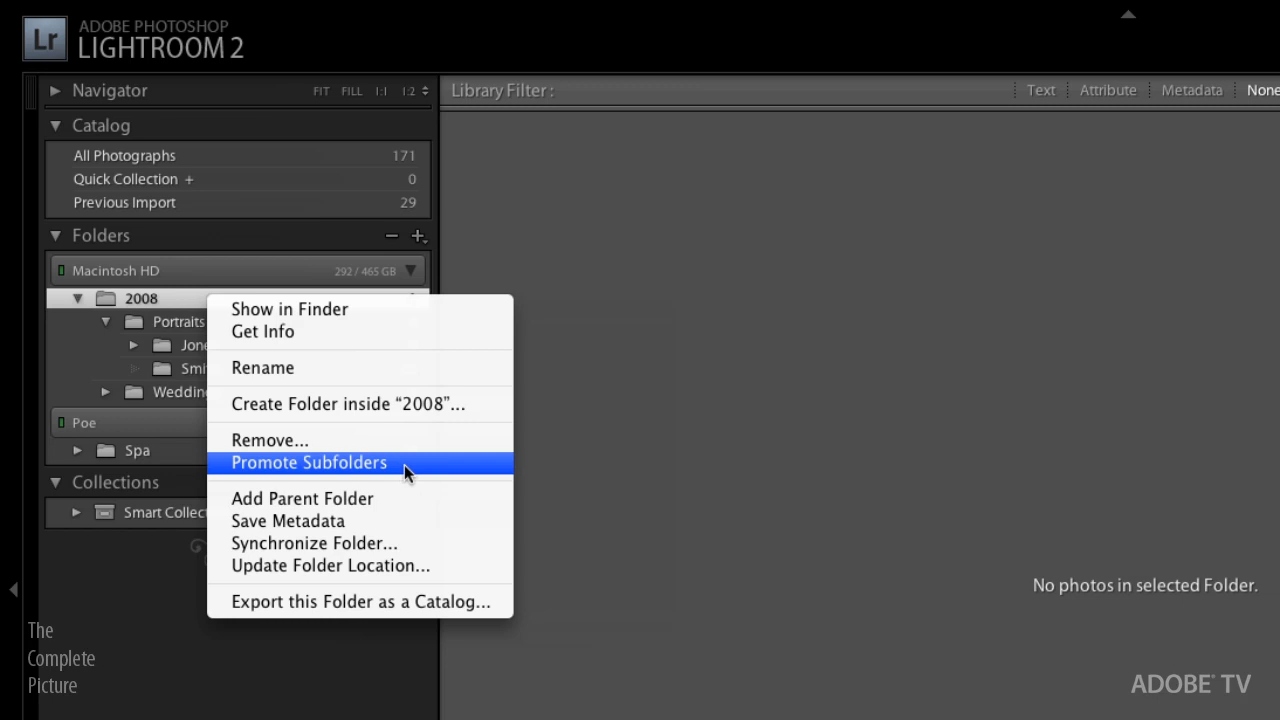 Lr
ADOBE PHOTOSHOP
LIGHTROOM 2
Navigator FIT FILL 1:1 1:2
Library Filter : Text Attribute Metadata None
Catalog
All Photographs 171
Quick Collection + 0
Previous Import 29
Folders
Macintosh HD 292 / 465 GB
2008
Portraits
Wedding
Poe
Spa
Collections
Smart Collect
Show in Finder
Get Info
Rename
Create Folder inside “2008”...
Remove...
Promote Subfolders
Add Parent Folder
Save Metadata
Synchronize Folder...
Update Folder Location...
Export this Folder as a Catalog...
No photos in selected Folder.
The
Complete
Picture
ADOBE® TV